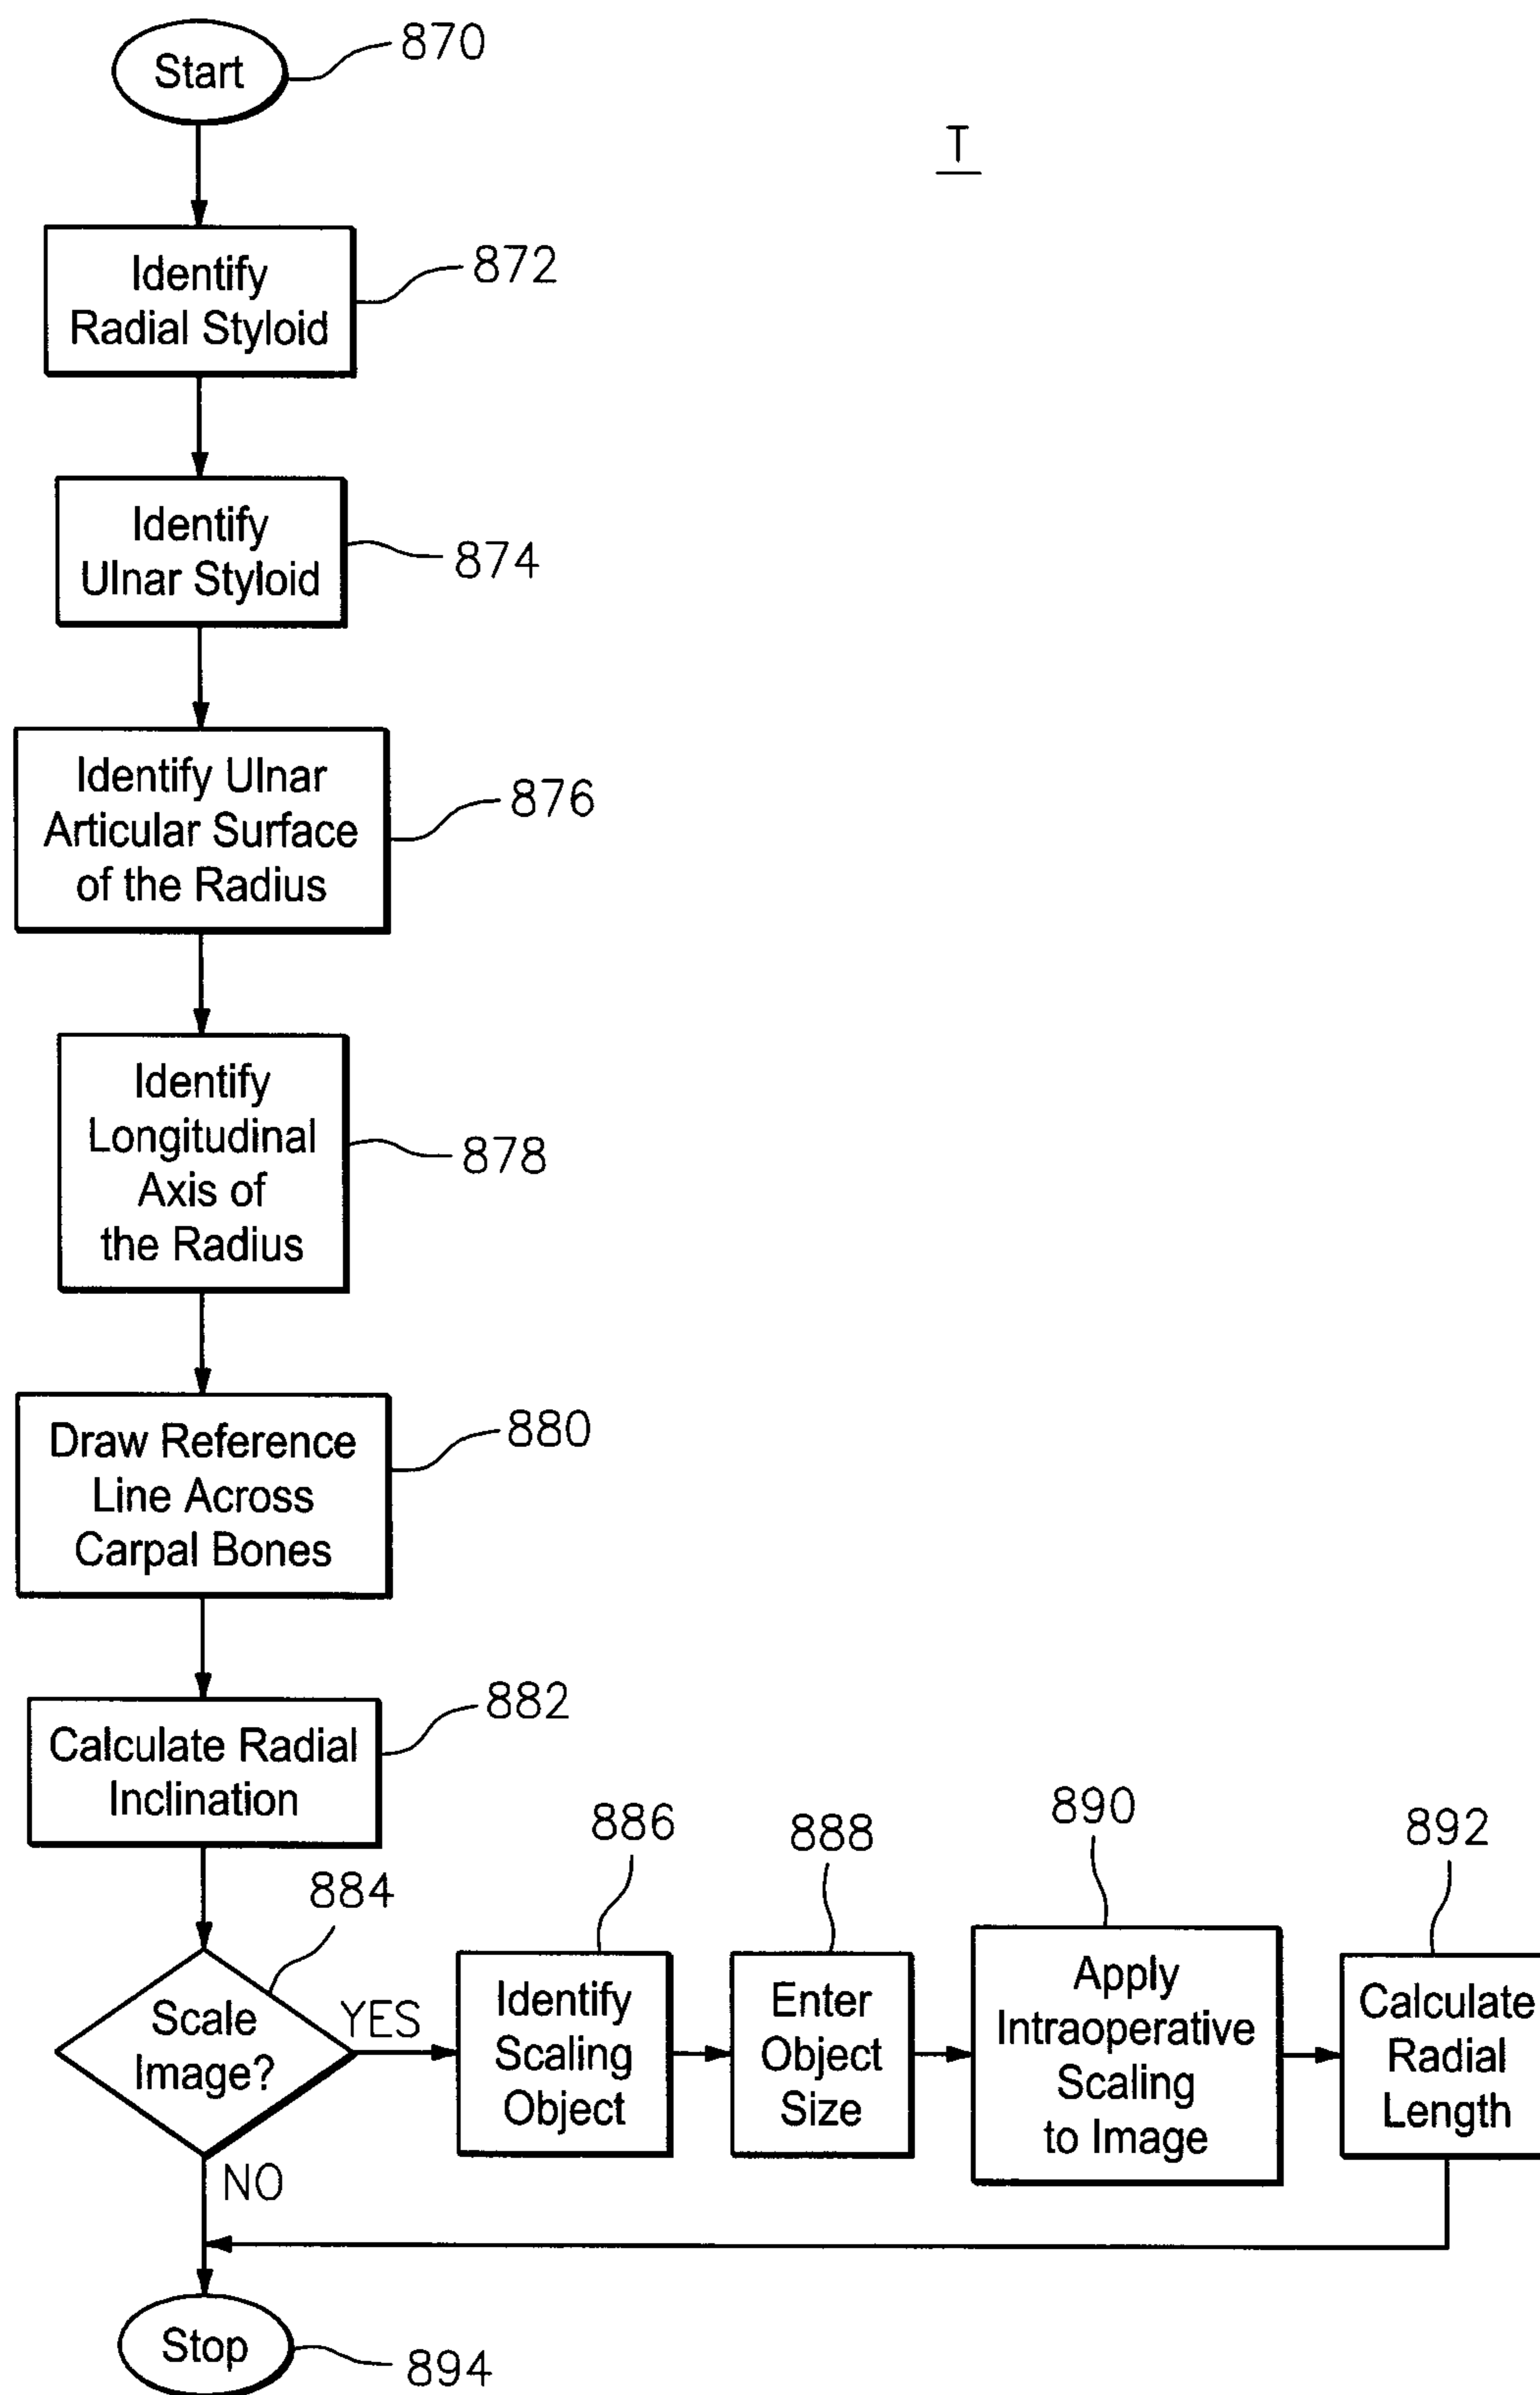 Start
870
T
Identify
Radial Styloid
872
Identify
Ulnar Styloid
874
Identify Ulnar
Articular Surface
of the Radius
876
Identify
Longitudinal
Axis of
the Radius
878
Draw Reference
Line Across
Carpal Bones
880
Calculate Radial
Inclination
882
884
Scale
Image?
YES
NO
886
Identify
Scaling
Object
888
Enter
Object
Size
890
Apply
Intraoperative
Scaling
to Image
892
Calculate
Radial
Length
Stop
894